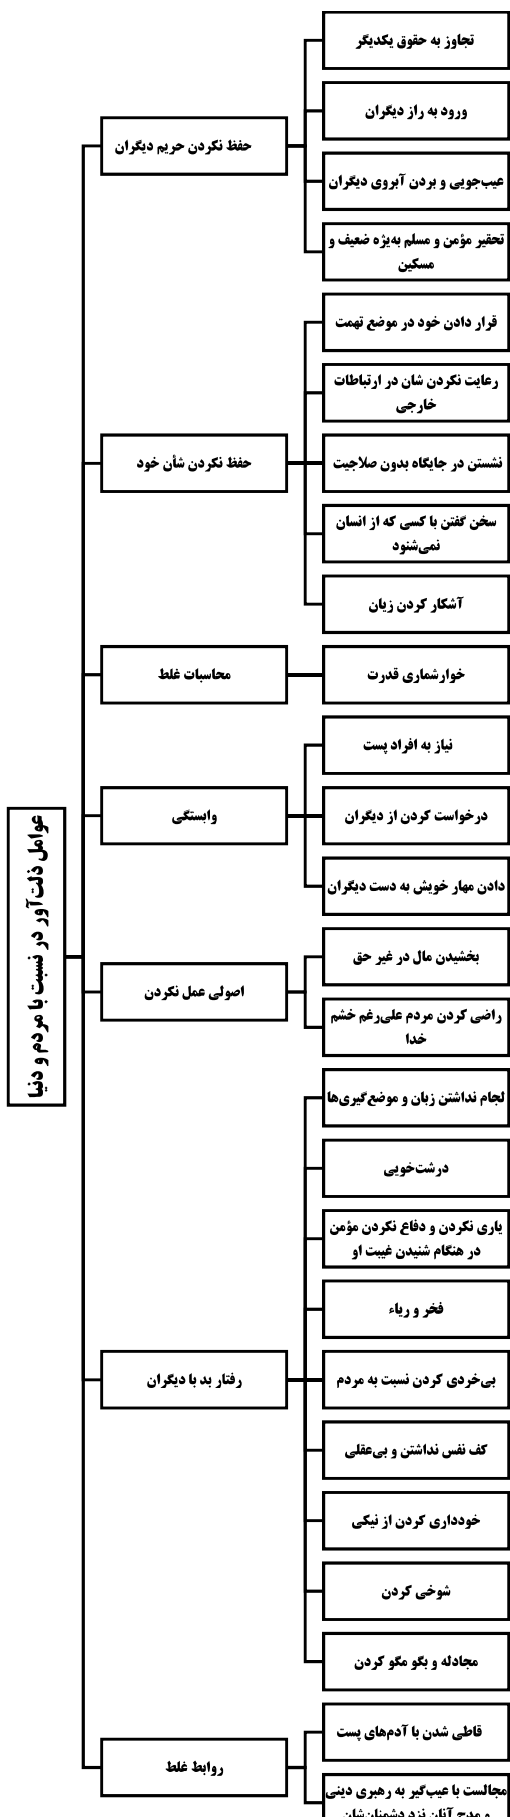 عوامل ذلت‌آور در نسبت با مردم و دنیا
حفظ نکردن حریم دیگران
تجاوز به حقوق یکدیگر
ورود به راز دیگران
عیب‌جویی و بردن آبروی دیگران
تحقیر مؤمن و مسلم به‌یژه ضعیف و
مسکین
حفظ نکردن شأن خود
قرار دادن خود در موضع تهمت
رعایت نکردن شان در ارتباطات
خارجی
نشستن در جایگاه بدون صلاجیت
سخن گفتن با کسی که از انسان
نمی‌شنود
آشکار کردن زیان
محاسبات غلط
خوارشماری قدرت
وابستگی
نیاز به افراد پست
درخواست کردن از دیگران
دادن مهار خویش به دست دیگران
اصولی عمل نکردن
بخشیدن مال در غیر حق
راضی کردن مردم علی‌رغم خشم
خدا
رفتار بد با دیگران
لجام نداشتن زبان و موضع‌گیری‌ها
درشت‌خویی
یاری نکردن و دفاع نکردن مؤمن
در هنگام شنیدن غیبت او
فخر و ریاء
بی‌خردی کردن نسبت به مردم
کف نفس نداشتن و بی‌عقلی
خودداری کردن از نیکی
شوخی کردن
مجادله و بگو مگو کردن
روابط غلط
قاطی شدن با آدم‌های پست
مجالست با عیب‌گیر به رهبری دینی
و مدح آنان نزد دشمنان‌شان